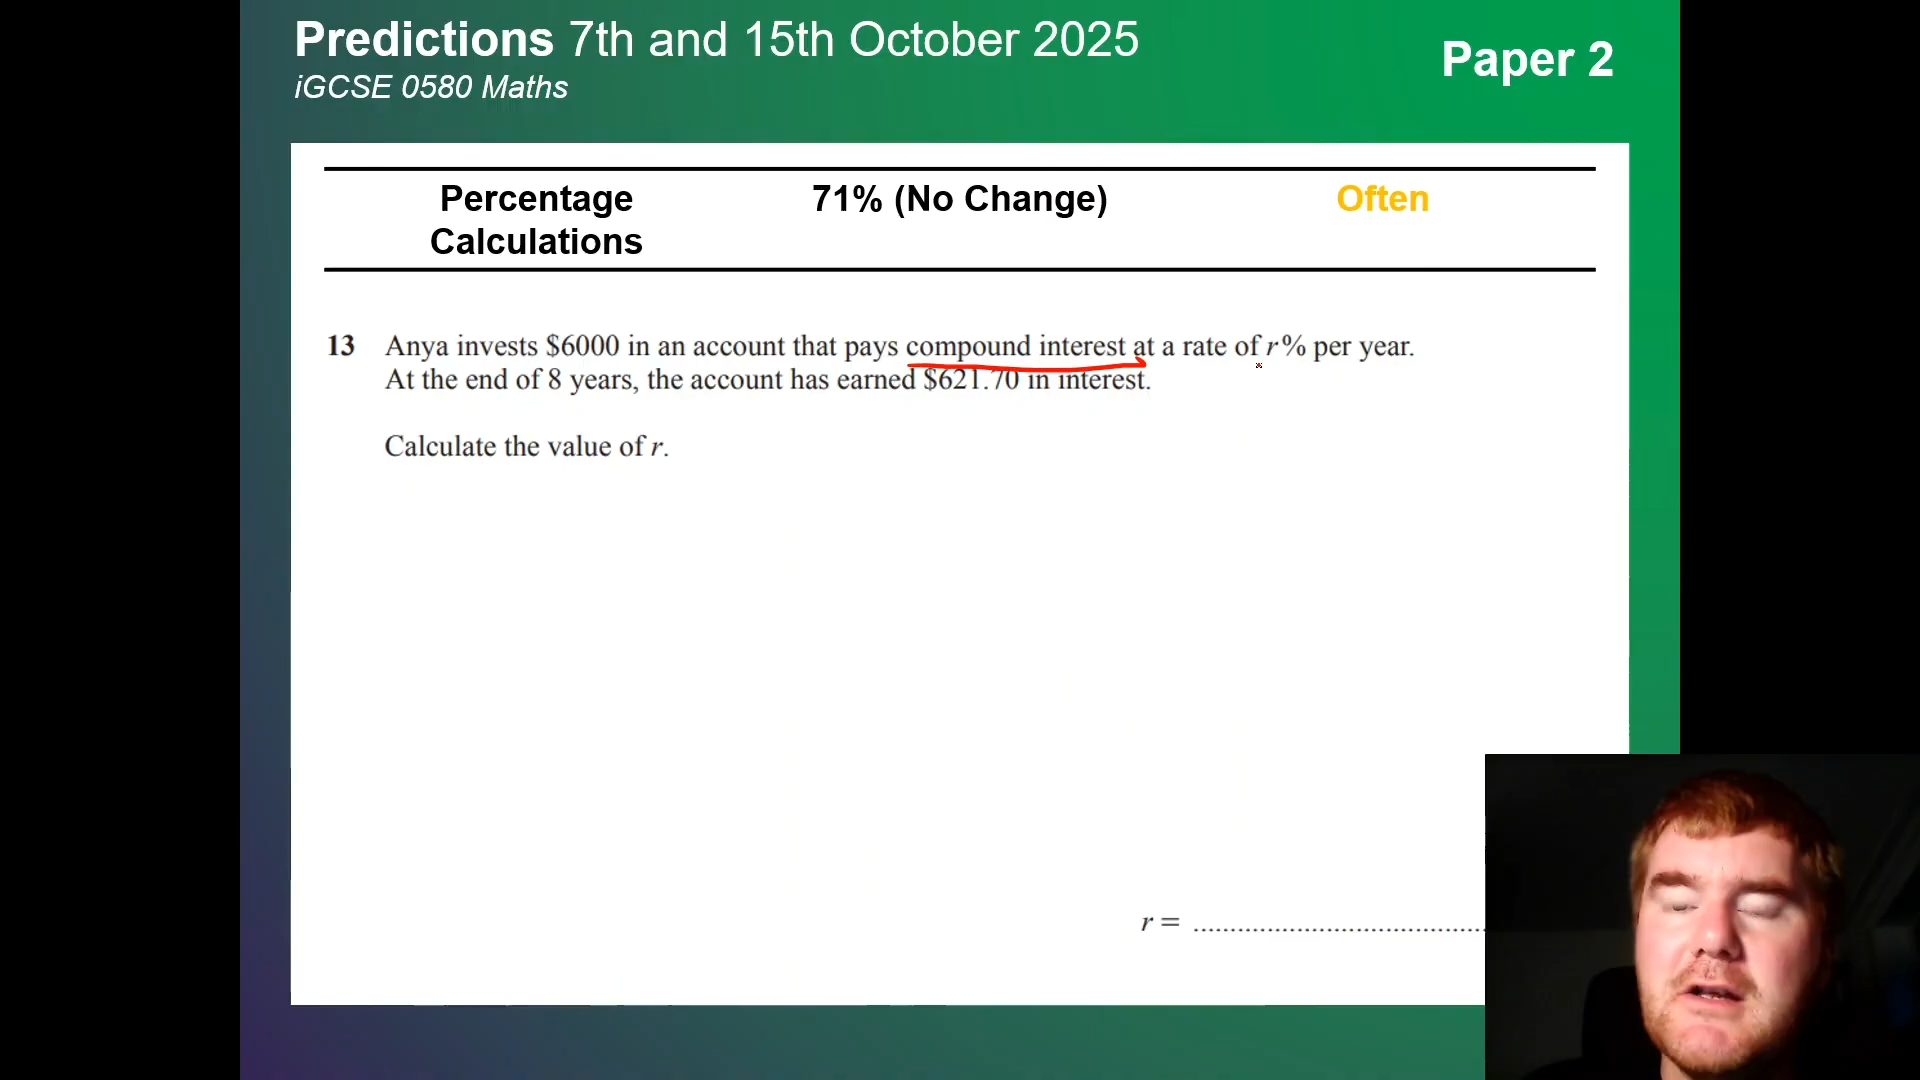 Predictions 7th and 15th October 2025
iGCSE 0580 Maths
Paper 2
Percentage Calculations
71% (No Change)
Often
13 Anya invests $6000 in an account that pays compound interest at a rate of r% per year.
At the end of 8 years, the account has earned $621.70 in interest.
Calculate the value of r.
r = ........................................